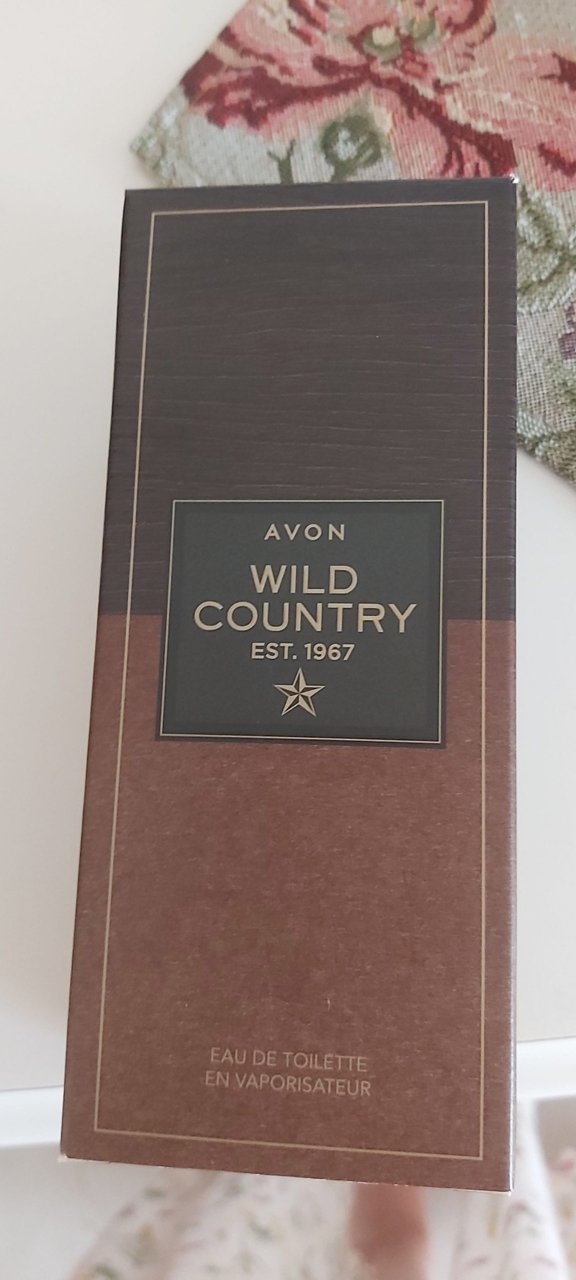 AVON
WILD
COUNTRY
EST. 1967
EAU DE TOILETTE
EN VAPORISATEUR